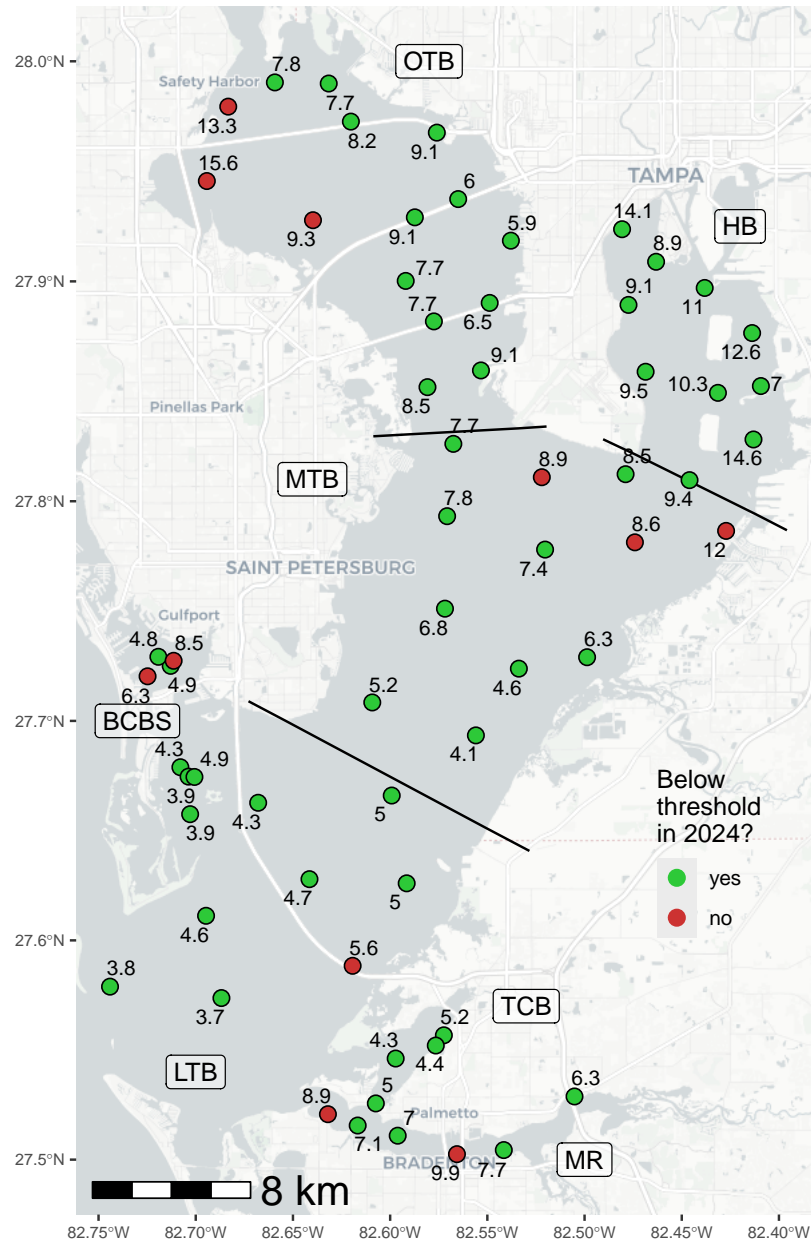 28.0°N
27.9°N
27.8°N
27.7°N
27.6°N
27.5°N
82.75°W
82.70°W
82.65°W
82.60°W
82.55°W
82.50°W
82.45°W
82.40°W
OTB
7.8
Safety Harbor
7.7
13.3
8.2
9.1
15.6
TAMPA
6
14.1
HB
9.3
9.1
5.9
8.9
7.7
9.1
11
7.7
6.5
12.6
9.1
9.5
10.3
7
Pinellas Park
8.5
7.7
14.6
MTB
8.9
8.5
9.4
7.8
8.6
12
SAINT PETERSBURG
7.4
Gulfport
6.8
4.8
8.5
6.3
4.9
6.3
4.6
5.2
BCBS
4.3
4.9
4.1
3.9
3.9
4.3
5
Below
threshold
in 2024?
yes
no
4.7
5
4.6
5.6
3.8
3.7
TCB
5.2
4.3
4.4
LTB
5
6.3
8.9
Palmetto
7.1
7
BRADENTON
9.9
7.7
MR
8 km